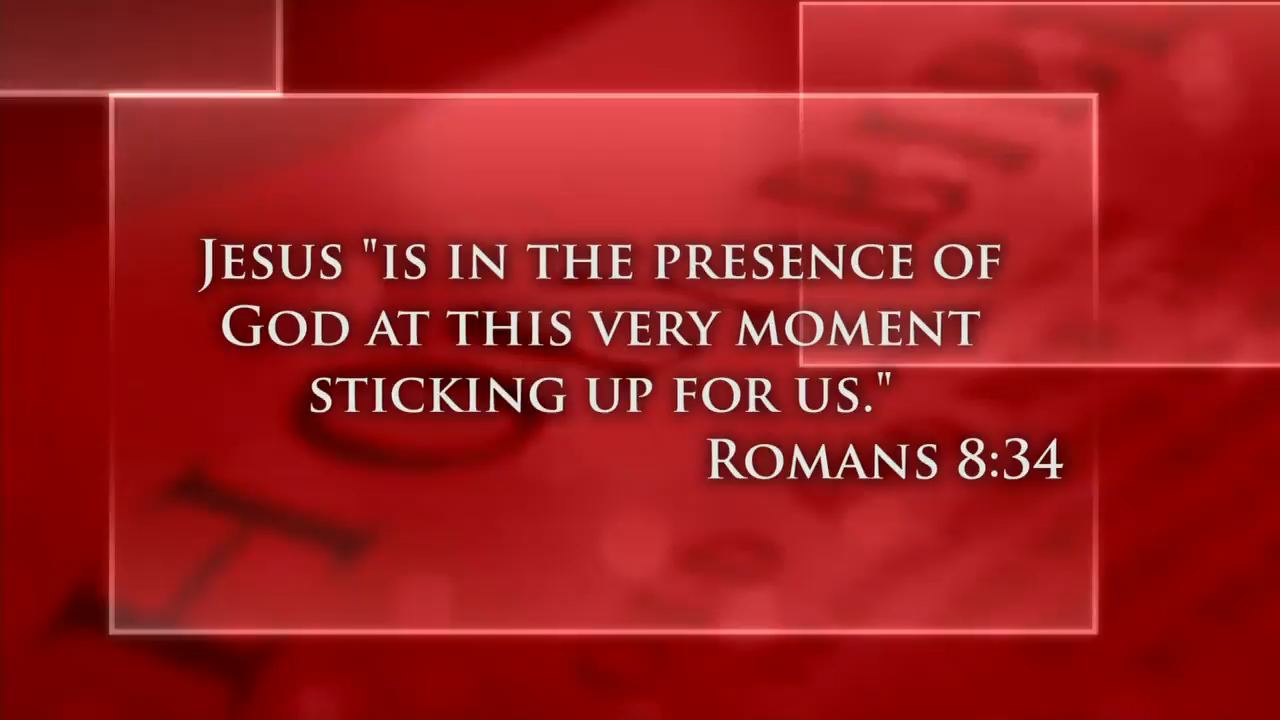 Jesus "is in the presence of
God at this very moment
sticking up for us."
Romans 8:34